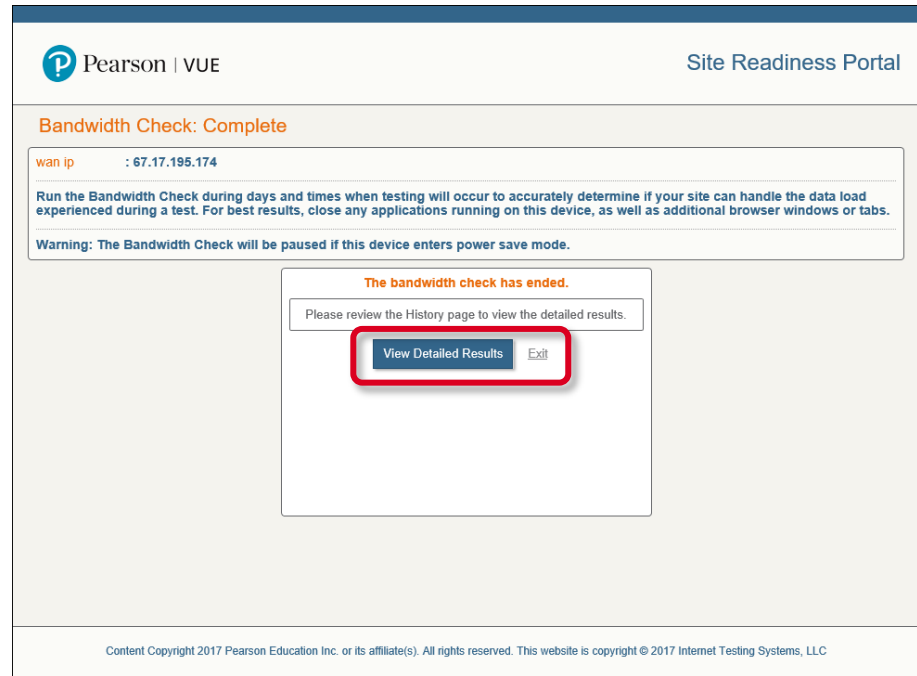 Pearson | VUE
Site Readiness Portal
Bandwidth Check: Complete
wan ip : 67.17.195.174
Run the Bandwidth Check during days and times when testing will occur to accurately determine if your site can handle the data load
experienced during a test. For best results, close any applications running on this device, as well as additional browser windows or tabs.
Warning: The Bandwidth Check will be paused if this device enters power save mode.
The bandwidth check has ended.
Please review the History page to view the detailed results.
View Detailed Results Exit
Content Copyright 2017 Pearson Education Inc. or its affiliate(s). All rights reserved. This website is copyright © 2017 Internet Testing Systems, LLC